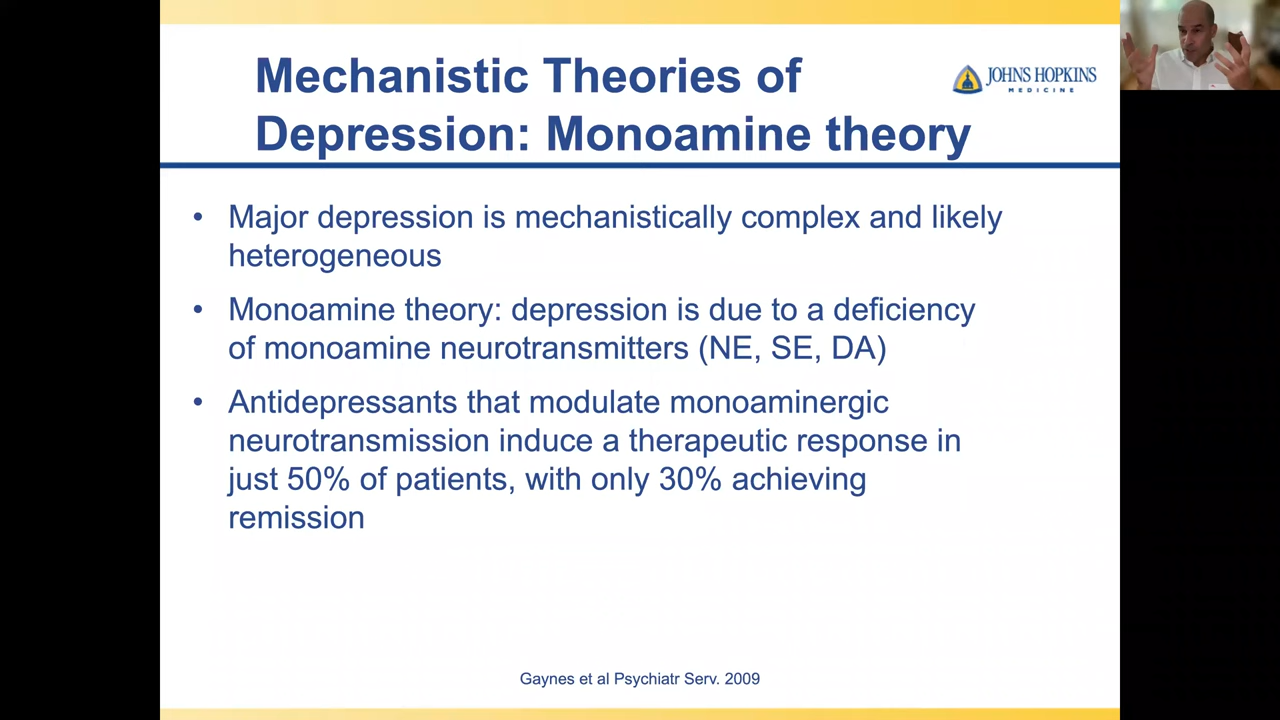 Mechanistic Theories of
Depression: Monoamine theory
JOHNS HOPKINS
MEDICINE
• Major depression is mechanistically complex and likely
heterogeneous
• Monoamine theory: depression is due to a deficiency
of monoamine neurotransmitters (NE, SE, DA)
• Antidepressants that modulate monoaminergic
neurotransmission induce a therapeutic response in
just 50% of patients, with only 30% achieving
remission
Gaynes et al Psychiatr Serv. 2009